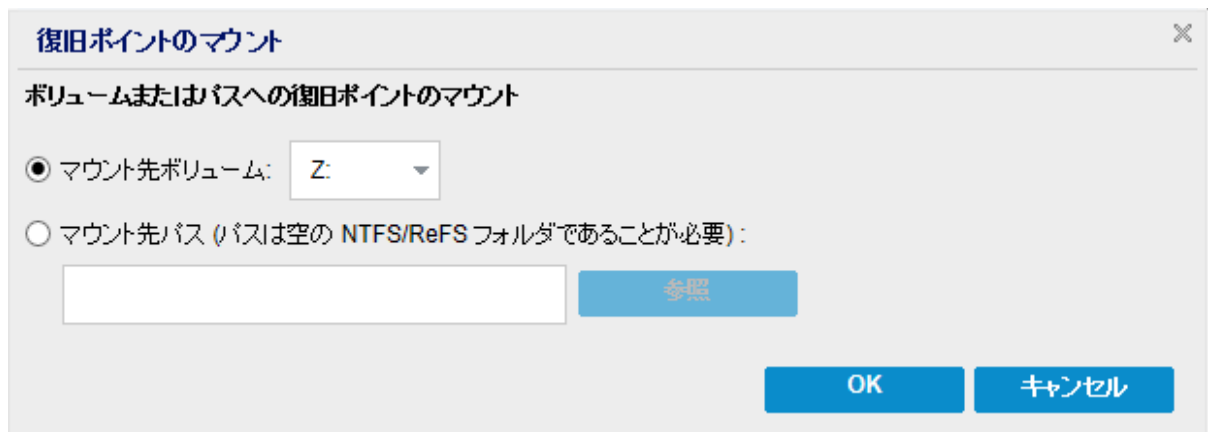 復旧ポイントのマウント
ボリュームまたはパスへの復旧ポイントのマウント
マウント先ボリューム: Z:
マウント先パス (パスは空の NTFS/ReFS フォルダであることが必要) :
参照
OK キャンセル